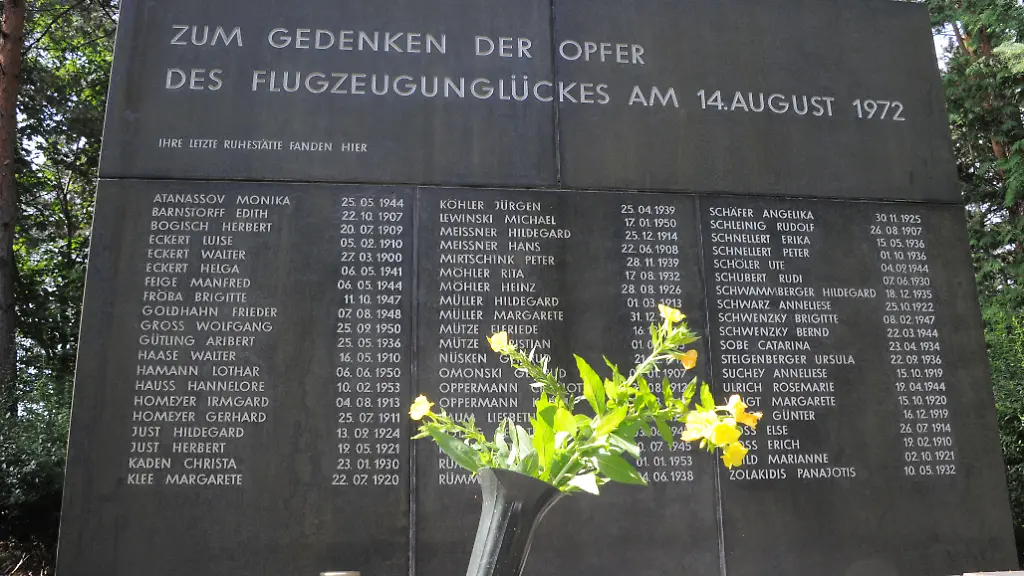 ZUM GEDENKEN DER OPFER
DES FLUGZEUGUNGLÜCKES AM 14.AUGUST 1972
IHRE LETZTE RUHESTÄTTE FANDEN HIER
ATANASSOV MONIKA 25.05.1944
BARNSTORFF EDITH 22.10.1907
BOGISCH HERBERT 20.07.1909
ECKERT LUISE 05.02.1910
ECKERT WALTER 27.03.1900
ECKERT HELGA 06.05.1941
FEIGE MANFRED 06.05.1944
FRÖBA BRIGITTE 11.10.1947
GOLDHAHN FRIEDER 07.08.1948
GROSS WOLFGANG 25.09.1950
GÜTLING ARIBERT 25.05.1936
HAASE WALTER 16.05.1910
HAMANN LOTHAR 06.06.1950
HAUSS HANNELORE 10.02.1953
HOMEYER IRMGARD 04.08.1913
HOMEYER GERHARD 25.07.1911
JUST HILDEGARD 13.02.1924
JUST HERBERT 19.05.1921
KADEN CHRISTA 23.01.1930
KLEE MARGARETE 22.07.1920
KÖHLER JÜRGEN 25.04.1939
LEWINSKI MICHAEL 17.01.1950
MEISSNER HILDEGARD 25.12.1914
MEISSNER HANS 22.06.1908
MIRTSCHINK PETER 28.11.1939
MÖHLER RITA 17.08.1932
MÖHLER HEINZ 28.08.1926
MÜLLER HILDEGARD
MÜLLER MARGARETE
MÜTZE
MÜTZE
NÜSKEN
OMONSKI
OPPERMANN
OPPERMANN
.01.1953
.06.1938
SCHÄFER ANGELIKA 30.11.1925
SCHLEINIG RUDOLF 26.08.1907
SCHNELLERT ERIKA 15.05.1936
SCHNELLERT PETER 01.10.1936
SCHÖLER UTE 04.02.1944
SCHUBERT RUDI 07.06.1930
SCHWAMMBERGER HILDEGARD 18.12.1935
SCHWARZ ANNELIESE 25.10.1922
SCHWENZKY BRIGITTE 08.02.1947
SCHWENZKY BERND 22.03.1944
SOBE CATARINA 23.04.1934
STEIGENBERGER URSULA 22.09.1936
SUCHEY ANNELIESE 15.10.1919
ULRICH ROSEMARIE 19.04.1944
MARGARETE 15.10.1920
GÜNTER 16.12.1919
ELSE 26.07.1914
ERICH 19.02.1910
MARIANNE 02.10.1921
ZOLAKIDIS PANAJOTIS 10.05.1932